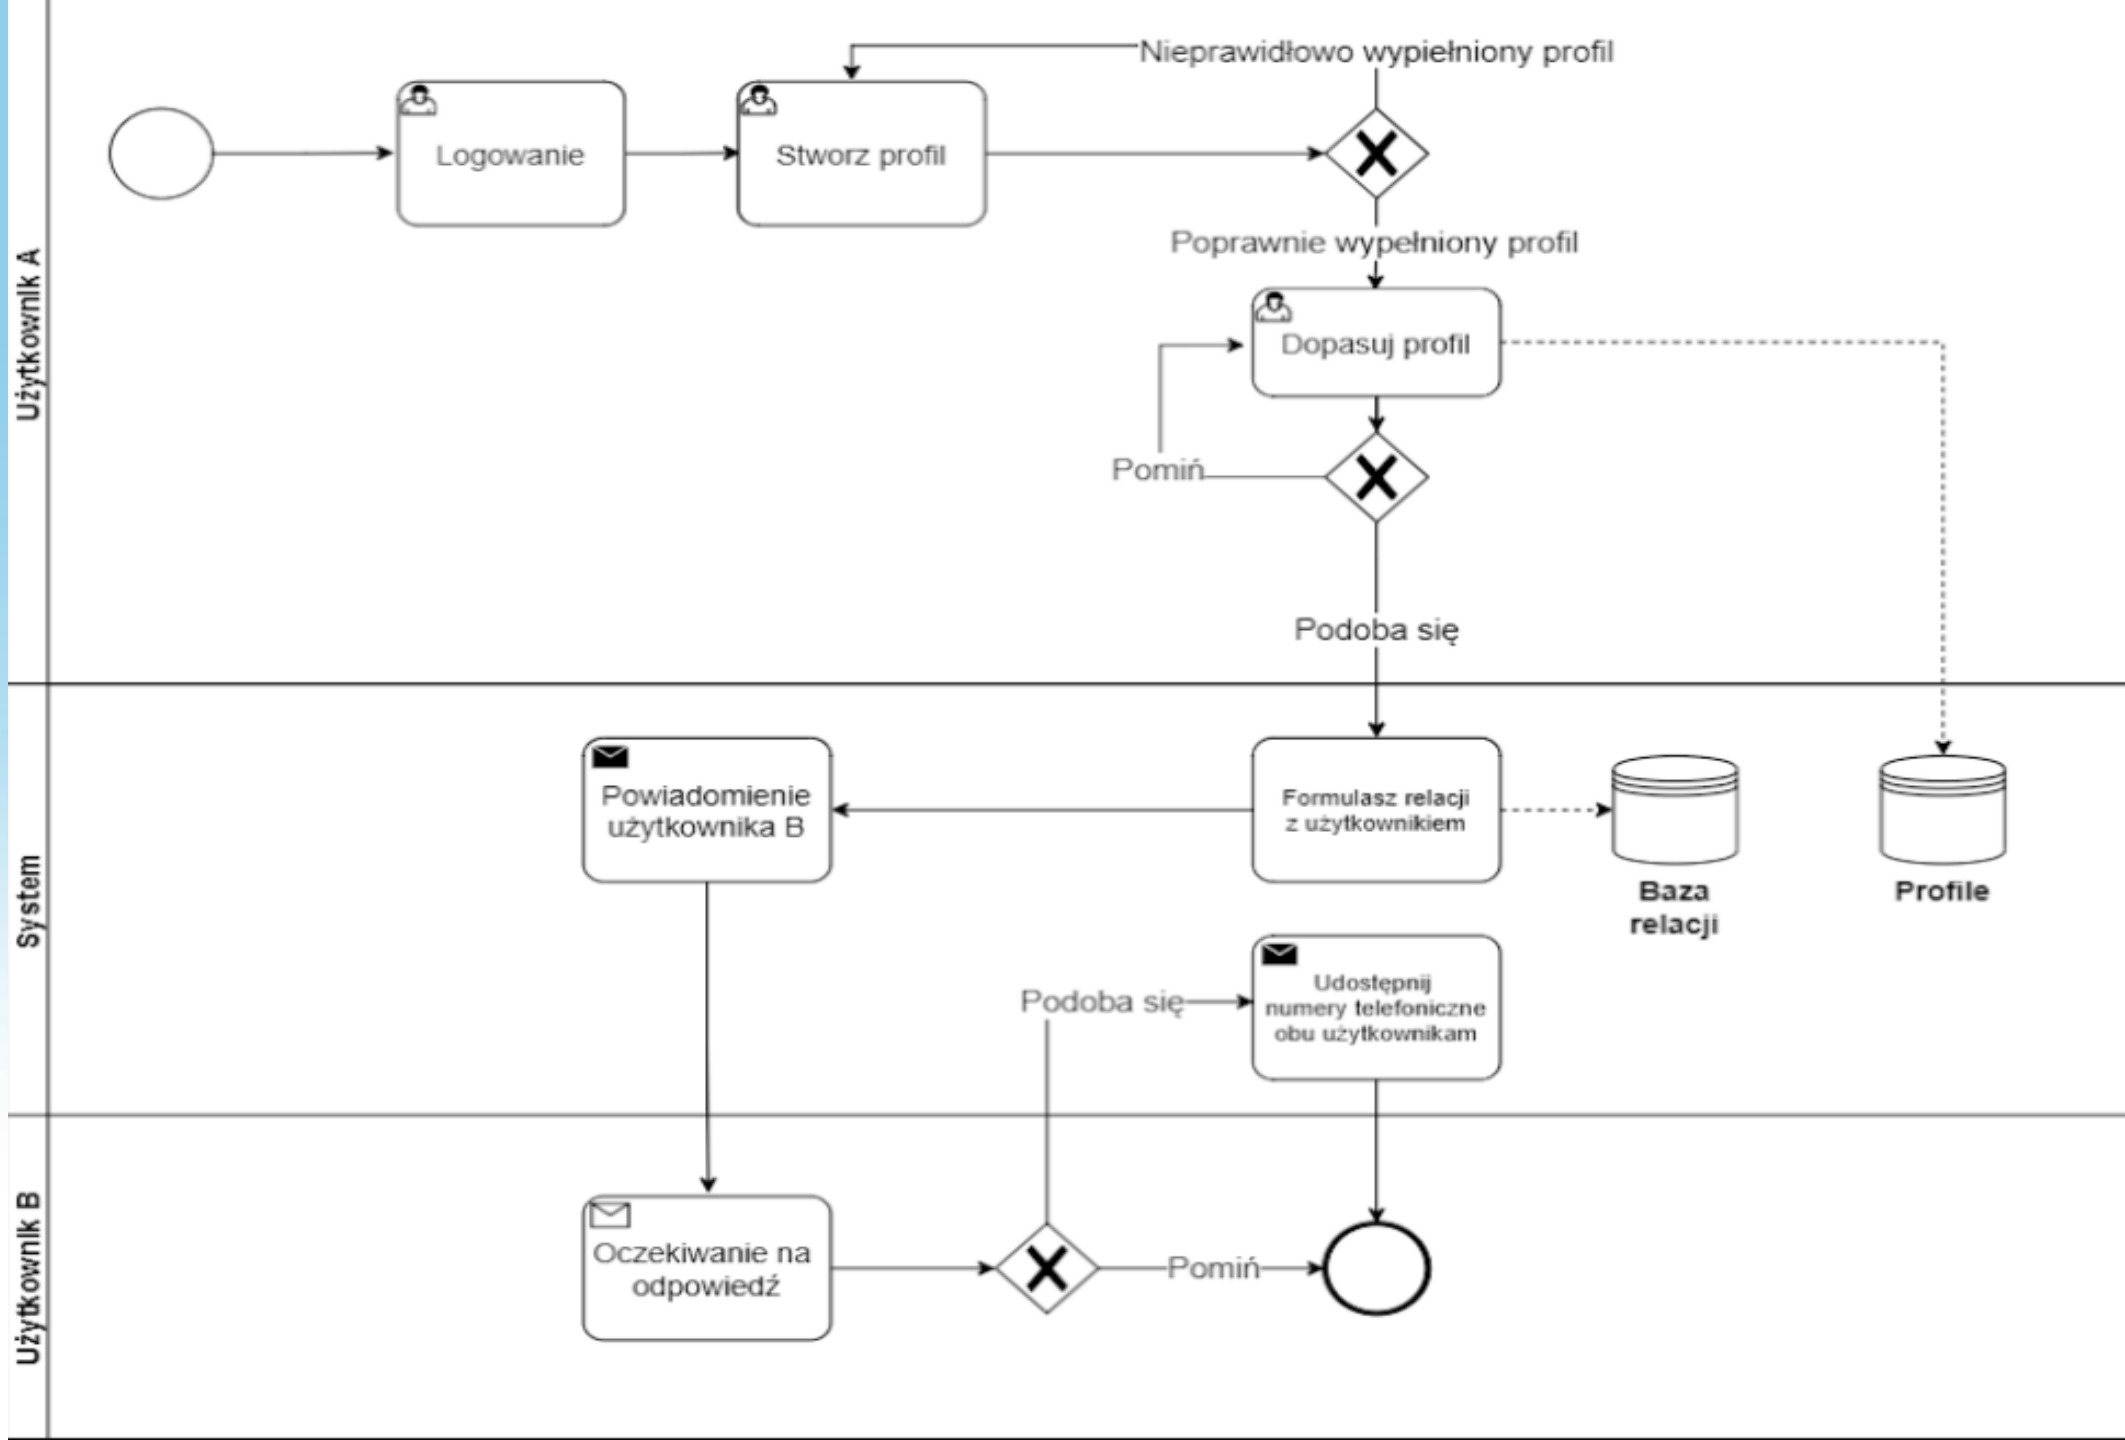 Nieprawidłowo wypiełniony profil
Logowanie
Stworz profil
Poprawnie wypełniony profil
Użytkownik A
Dopasuj profil
Pomiń
Podoba się
System
Powiadomienie
użytkownika B
Formulasz relacji
z użytkownikiem
Baza
relacji
Profile
Podoba się
Udostępnij
numery telefoniczne
obu użytkownikam
Użytkownik B
Oczekiwanie na
odpowiedź
Pomiń